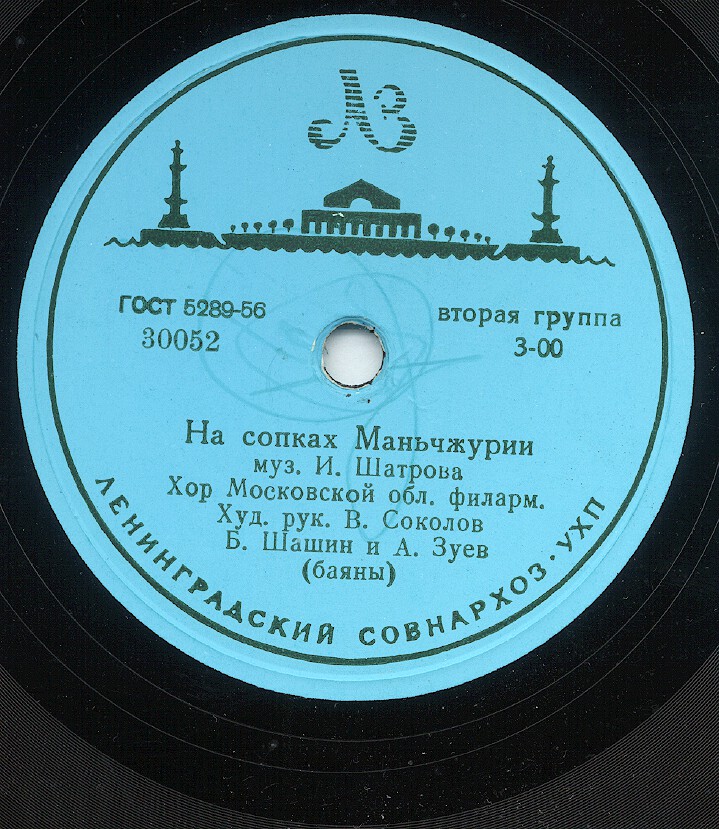 ЛЗ
ГОСТ 5289-56
30052
вторая группа
3-00
На сопках Маньчжурии
муз. И. Шатрова
Хор Московской обл. филарм.
Худ. рук. В. Соколов
Б. Шашин и А. Зуев
(баяны)
ЛЕНИНГРАДСКИЙ СОВНАРХОЗ · УХП